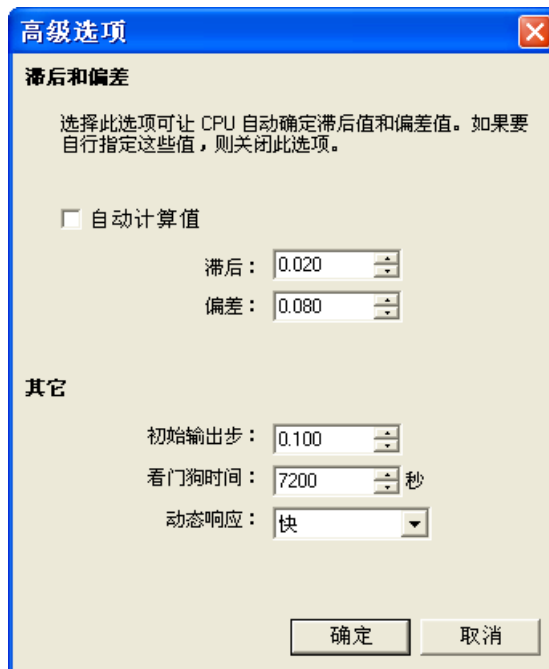 高级选项
滞后和偏差
选择此选项可让 CPU 自动确定滞后值和偏差值。如果要
自行指定这些值，则关闭此选项。
自动计算值
滞后： 0.020
偏差： 0.080
其它
初始输出步： 0.100
看门狗时间： 7200 秒
动态响应： 快
确定 取消